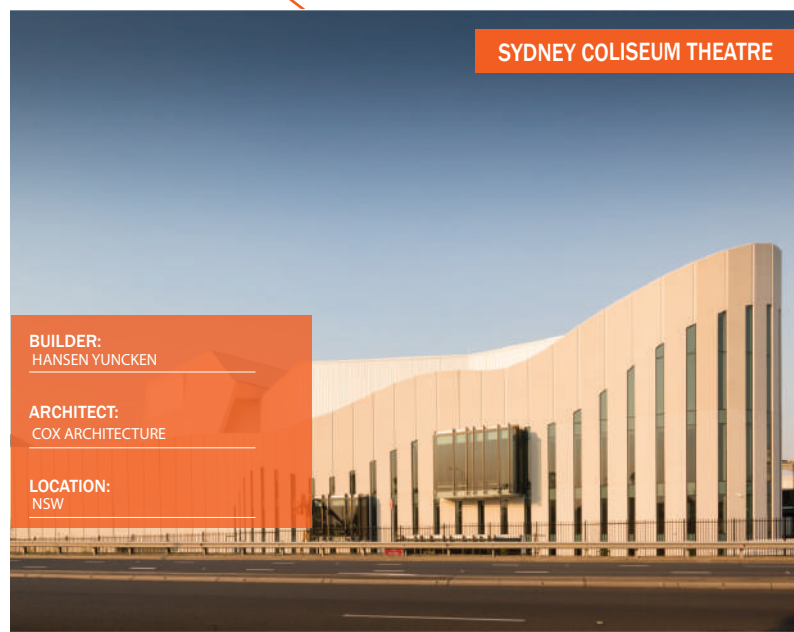 SYDNEY COLISEUM THEATRE
BUILDER:
HANSEN YUNCKEN
ARCHITECT:
COX ARCHITECTURE
LOCATION:
NSW